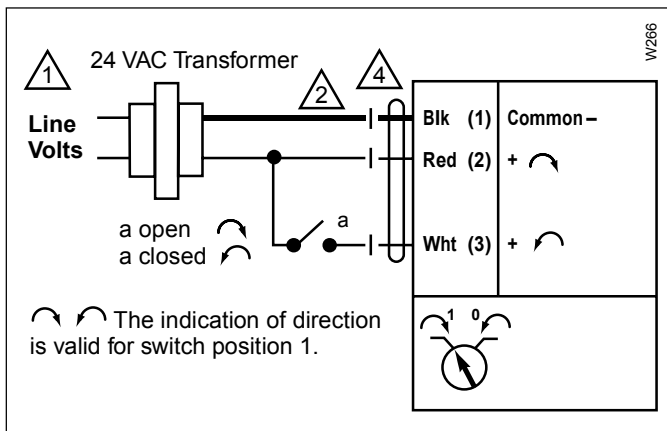 W266
1
24 VAC Transformer
2
4
Line
Volts
Blk (1)
Common –
Red (2)
+
a open
a closed
a
Wht (3)
+
1 0
The indication of direction
is valid for switch position 1.